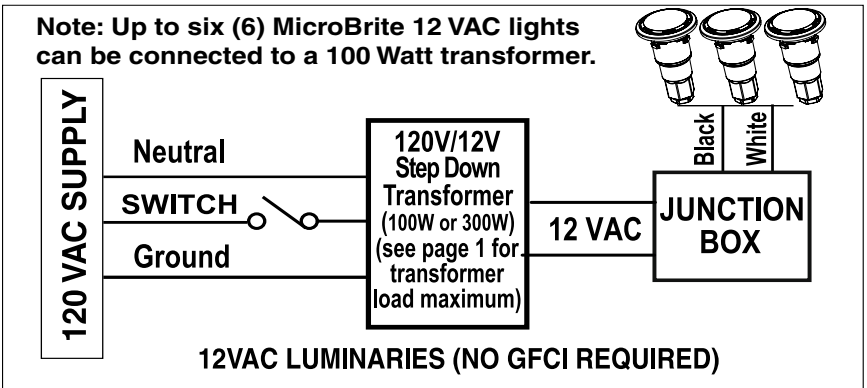 Note: Up to six (6) MicroBrite 12 VAC lights
can be connected to a 100 Watt transformer.
120 VAC SUPPLY
Neutral
SWITCH
Ground
120V/12V
Step Down
Transformer
(100W or 300W)
(see page 1 for
transformer
load maximum)
12 VAC
Black
White
JUNCTION
BOX
12VAC LUMINARIES (NO GFCI REQUIRED)